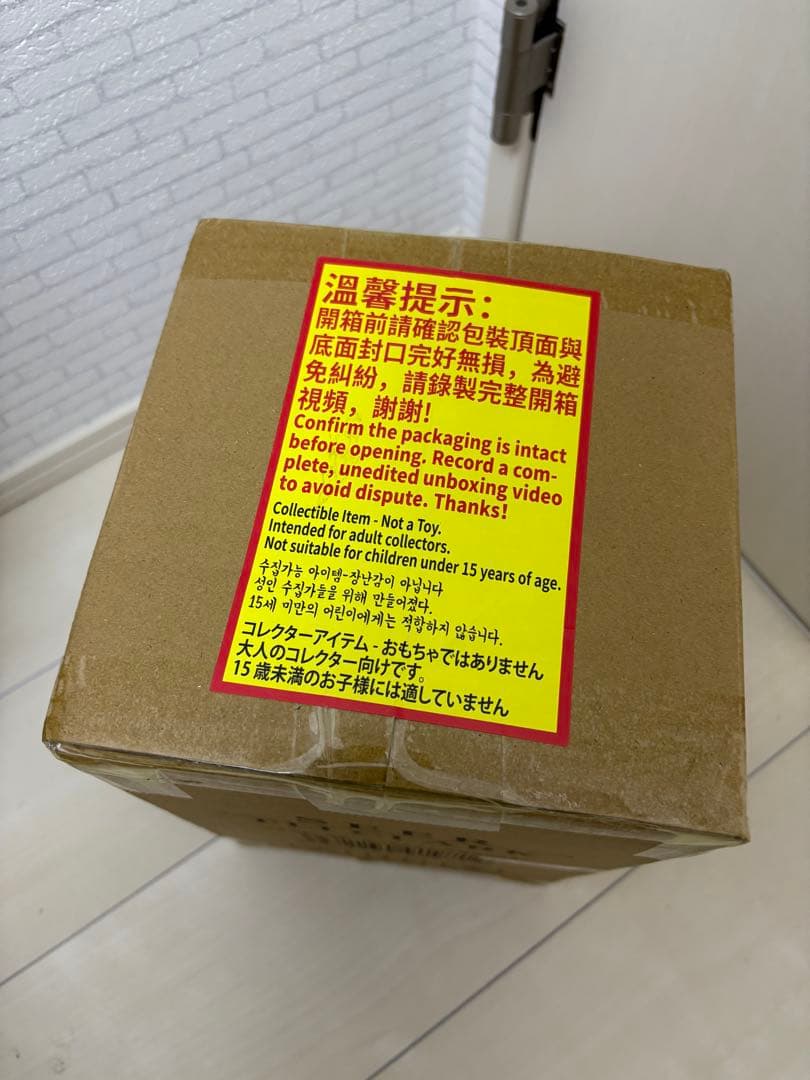 溫馨提示：
開箱前請確認包裝頂面與
底面封口完好無損，為避
免糾紛，請錄製完整開箱
視頻，謝謝!
Confirm the packaging is intact
before opening. Record a com-
plete, unedited unboxing video
to avoid dispute. Thanks!
Collectible Item - Not a Toy.
Intended for adult collectors.
Not suitable for children under 15 years of age.
수집가능 아이템-장난감이 아닙니다
성인 수집가들을 위해 만들어졌다.
15세 미만의 어린이에게는 적합하지 않습니다.
コレクターアイテム - おもちゃではありません
大人のコレクター向けです。
15 歳未満のお子様には適していません